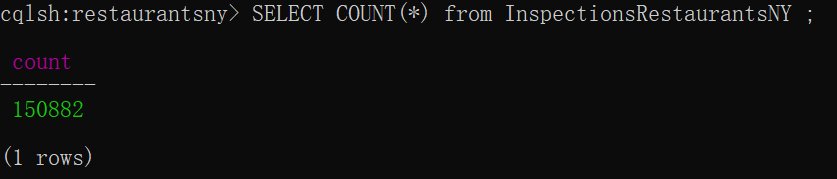 cqlsh:restaurantsny> SELECT COUNT(*) from InspectionsRestaurantsNY ;
count
--------
150882
(1 rows)